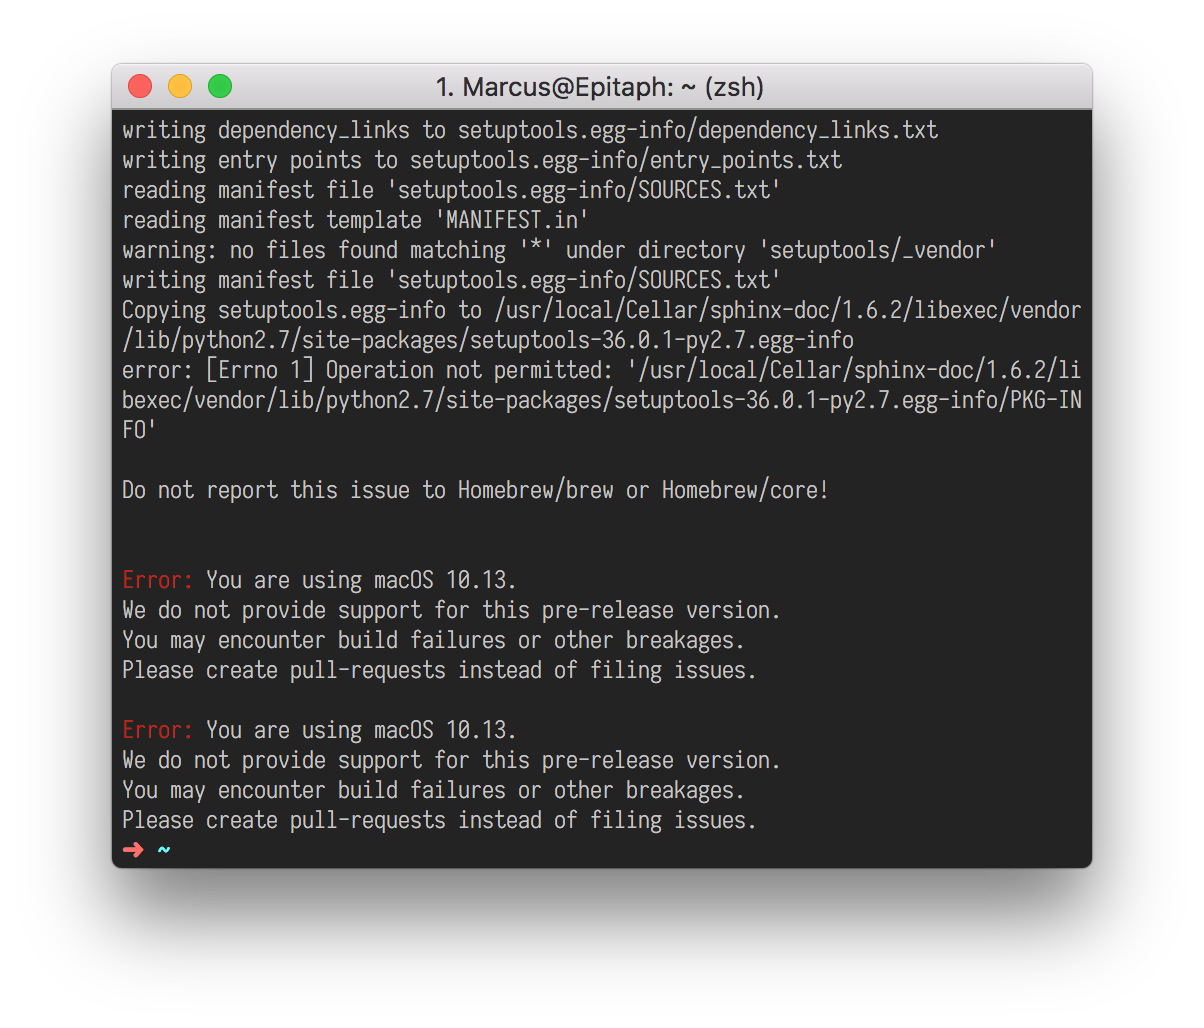 1. Marcus@Epitaph: ~ (zsh)
writing dependency_links to setuptools.egg-info/dependency_links.txt
writing entry points to setuptools.egg-info/entry_points.txt
reading manifest file 'setuptools.egg-info/SOURCES.txt'
reading manifest template 'MANIFEST.in'
warning: no files found matching '*' under directory 'setuptools/_vendor'
writing manifest file 'setuptools.egg-info/SOURCES.txt'
Copying setuptools.egg-info to /usr/local/Cellar/sphinx-doc/1.6.2/libexec/vendor
/lib/python2.7/site-packages/setuptools-36.0.1-py2.7.egg-info
error: [Errno 1] Operation not permitted: '/usr/local/Cellar/sphinx-doc/1.6.2/li
bexec/vendor/lib/python2.7/site-packages/setuptools-36.0.1-py2.7.egg-info/PKG-IN
FO'
Do not report this issue to Homebrew/brew or Homebrew/core!
Error: You are using macOS 10.13.
We do not provide support for this pre-release version.
You may encounter build failures or other breakages.
Please create pull-requests instead of filing issues.
Error: You are using macOS 10.13.
We do not provide support for this pre-release version.
You may encounter build failures or other breakages.
Please create pull-requests instead of filing issues.
➜ ~